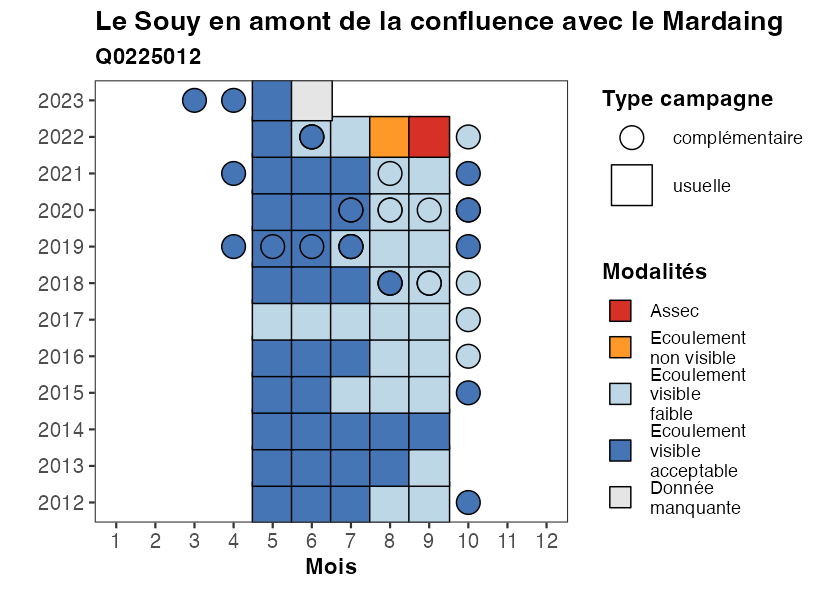 Le Souy en amont de la confluence avec le Mardaing
Q0225012
2023
2022
2021
2020
2019
2018
2017
2016
2015
2014
2013
2012
1 2 3 4 5 6 7 8 9 10 11 12
Mois
Type campagne
complémentaire
usuelle
Modalités
Assec
Ecoulement
non visible
Ecoulement
visible
faible
Ecoulement
visible
acceptable
Donnée
manquante